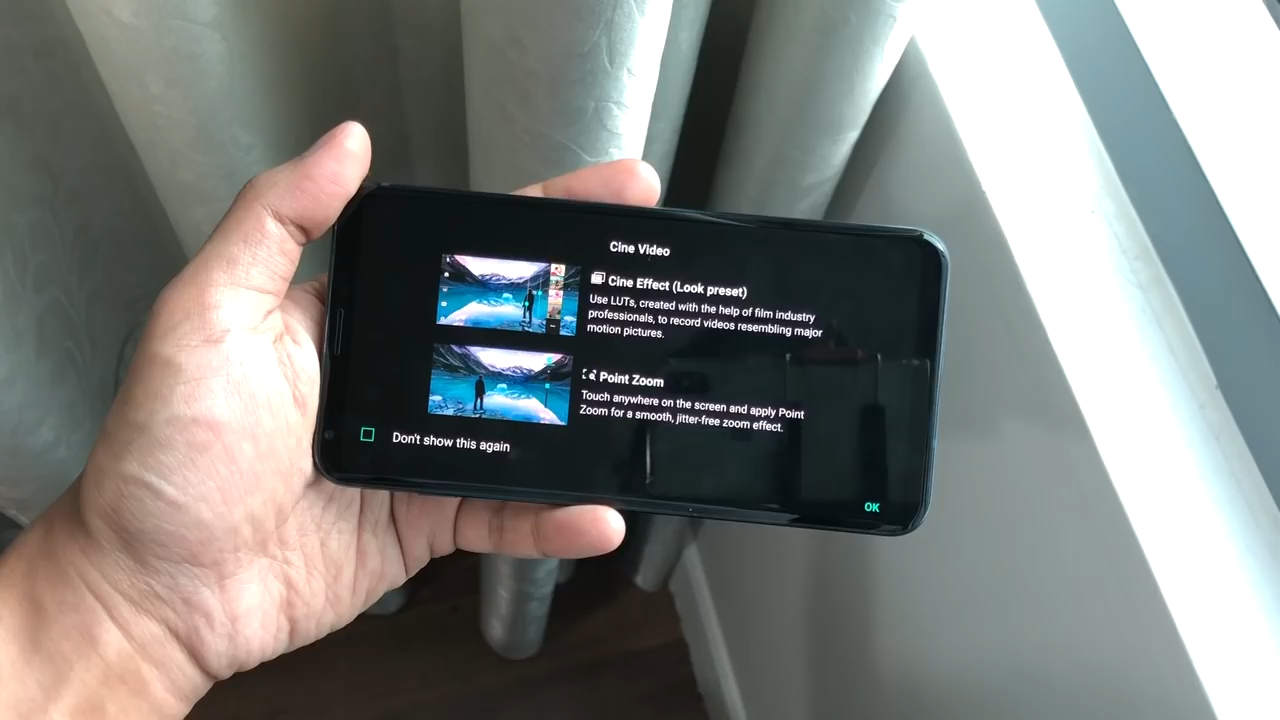 Cine Video
Cine Effect (Look preset)
Use LUTs, created with the help of film industry
professionals, to record videos resembling major
motion pictures.
Point Zoom
Touch anywhere on the screen and apply Point
Zoom for a smooth, jitter-free zoom effect.
Don't show this again
OK